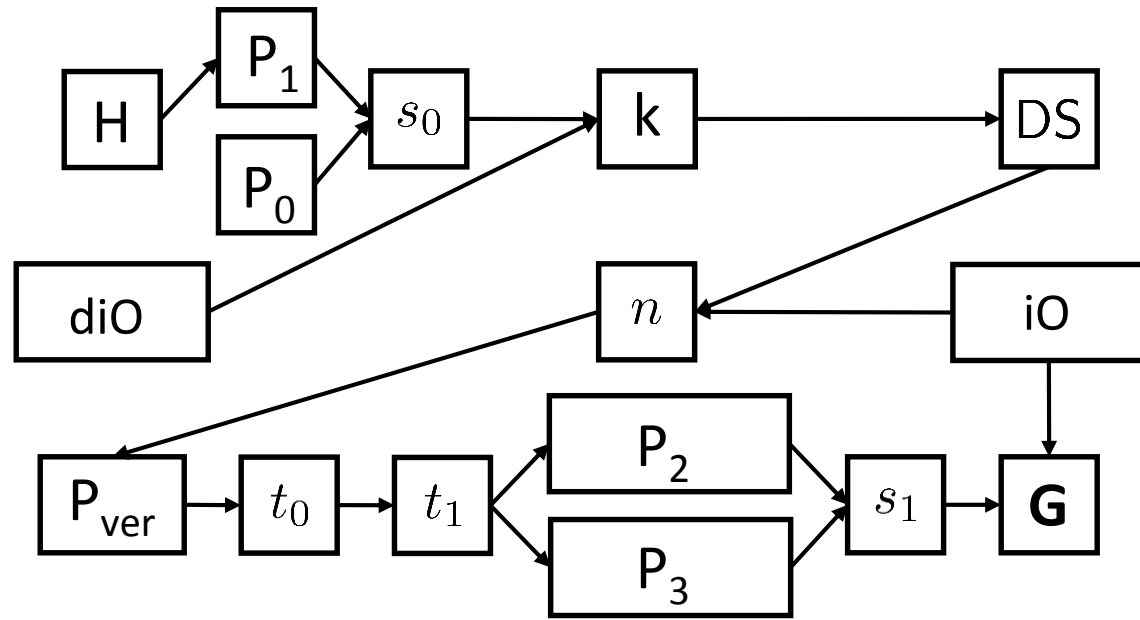 H
P₁
P₀
s₀
k
DS
diO
n
iO
Pᵥₑᵣ
t₀
t₁
P₂
P₃
s₁
G